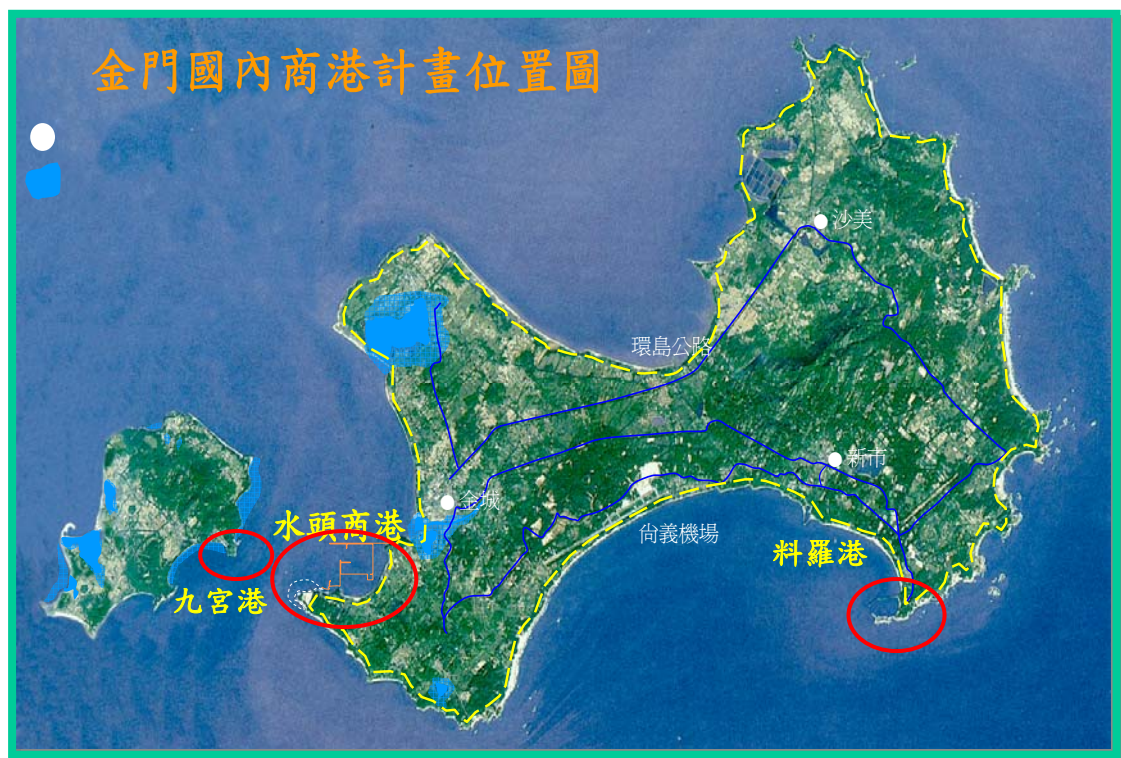 金門國內商港計畫位置圖
沙美
環島公路
新市
金城
水頭商港
尚義機場
料羅港
九宮港